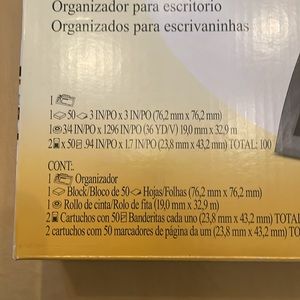 Organizador para escritorio
Organizados para escrivaninhas
1
1 50 3 IN/PO x 3 IN/PO (76,2 mm x 76,2 mm)
1 3/4 IN/PO X 1296 IN/PO (36 YD/V) 19,0 mm x 32,9 m
2 x 50 .94 IN/PO x 1.7 IN/PO (23,8 mm x 43,2 mm) TOTAL: 100
CONT.:
1 Organizador
1 Block/Bloco de 50 Hojas/Folhas (76,2 mm x 76,2 mm)
1 Rollo de cinta/Rolo de fita (19,0 mm x 32,9 m)
2 Cartuchos con 50 Banderitas cada uno (23,8 mm x 43,2 mm) TOTA
2 cartuchos com 50 marcadores de página da um (23,8 mm x 43,2 mm) TO